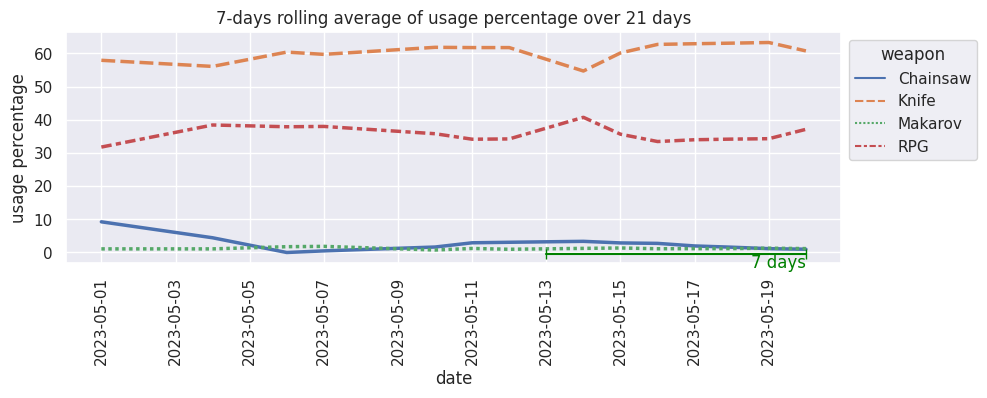 7-days rolling average of usage percentage over 21 days
usage percentage
60
50
40
30
20
10
0
weapon
Chainsaw
Knife
Makarov
RPG
7 days
2023-05-01
2023-05-03
2023-05-05
2023-05-07
2023-05-09
2023-05-11
2023-05-13
2023-05-15
2023-05-17
2023-05-19
date